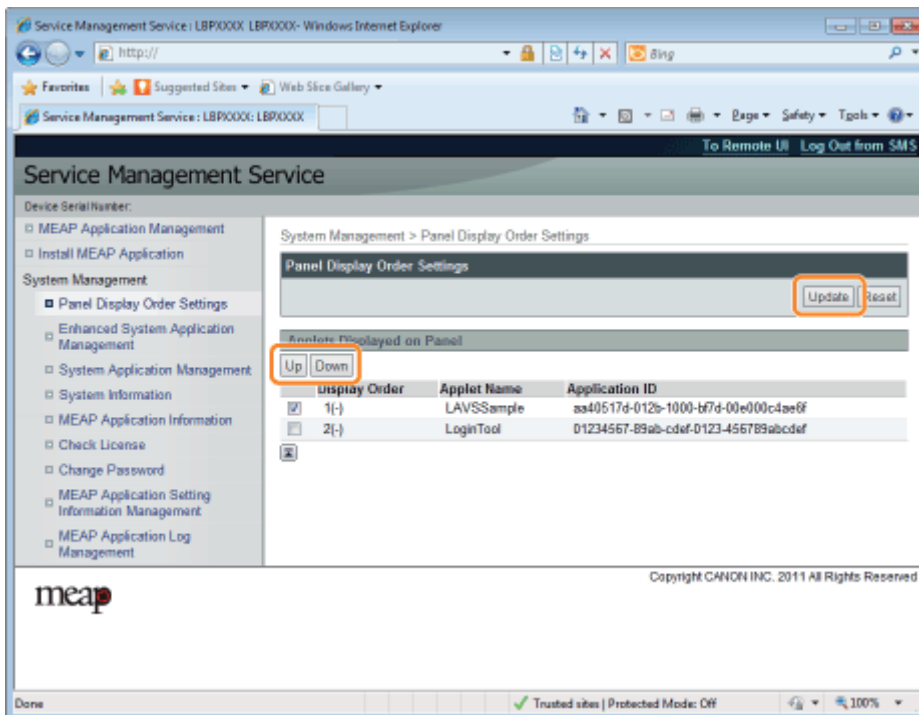 Service Management Service : LBPXXXX LBPXXXX- Windows Internet Explorer
http://
Bing
Favorites Suggested Sites Web Slice Gallery
Service Management Service : LBPXXXX: LBPXXXX
Page Safety Tools
To Remote UI Log Out from SMS
Service Management Service
Device Serial Number:
MEAP Application Management
Install MEAP Application
System Management
Panel Display Order Settings
Enhanced System Application
Management
System Application Management
System Information
MEAP Application Information
Check License
Change Password
MEAP Application Setting
Information Management
MEAP Application Log
Management
System Management > Panel Display Order Settings
Panel Display Order Settings
Update Reset
Applets Displayed on Panel
Up Down
Display Order Applet Name Application ID
1(-) LAVSSample aa40517d-012b-1000-bf7d-00e000c4ae6f
2(-) LoginTool 01234567-89ab-cdef-0123-456789abcdef
Copyright CANON INC. 2011 All Rights Reserved
meap
Done Trusted sites | Protected Mode: Off 100%